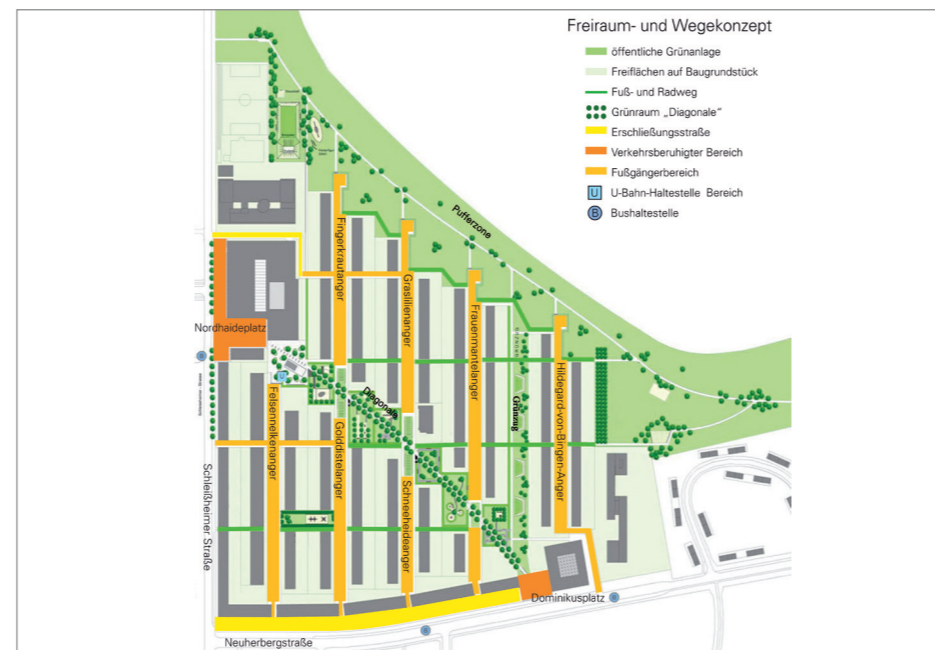 Freiraum- und Wegekonzept
öffentliche Grünanlage
Freiflächen auf Baugrundstück
Fuß- und Radweg
Grünraum „Diagonale“
Erschließungsstraße
Verkehrsberuhigter Bereich
Fußgängerbereich
U U-Bahn-Haltestelle Bereich
B Bushaltestelle
Pufferzone
Fingerkrautanger
Graslilienanger
Frauenmantelanger
Hildegard-von-Bingen-Anger
Grünzug
Nordhaideplatz
B
U
Diagonale
Felsennelkenanger
Golddistelanger
Schneeheideanger
Schleißheimer Straße
Dominikusplatz
B
B
Neuherbergstraße